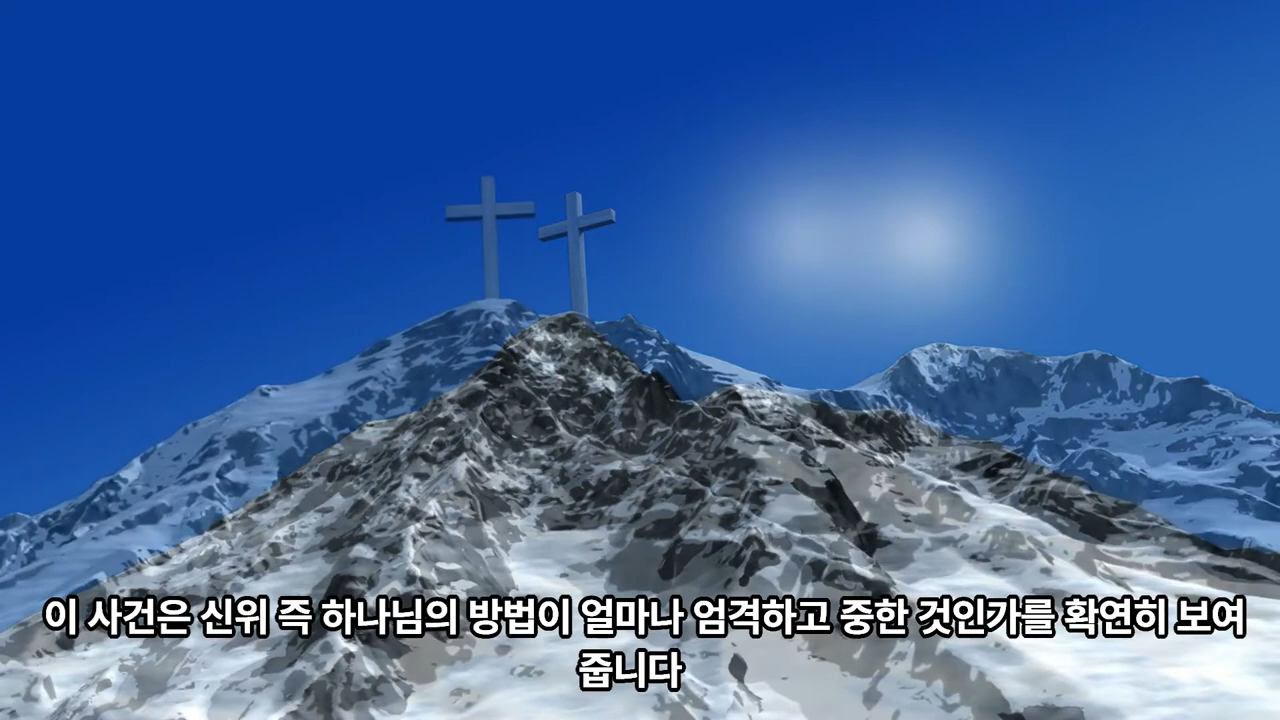 이 사건은 신위 즉 하나님의 방법이 얼마나 엄격하고 중한 것인가를 확연히 보여
줍니다